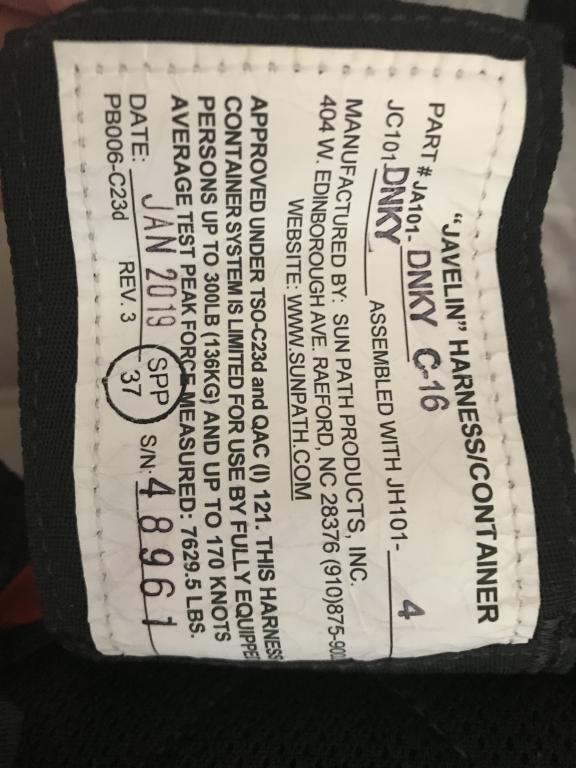 "JAVELIN" HARNESS/CONTAINER
PART # JA101- DNKY C-16
JC101 DNKY ASSEMBLED WITH JH101- 4
MANUFACTURED BY: SUN PATH PRODUCTS, INC.
404 W. EDINBOROUGH AVE. RAEFORD, NC 28376 (910)875-90
WEBSITE: WWW.SUNPATH.COM
APPROVED UNDER TSO-C23d and QAC (I) 121. THIS HARNESS
CONTAINER SYSTEM IS LIMITED FOR USE BY FULLY EQUIPPE
PERSONS UP TO 300LB (136KG) AND UP TO 170 KNOTS
AVERAGE TEST PEAK FORCE MEASURED: 7629.5 LBS.
DATE: JAN 2019 SPP 37 S/N: 48961
PB006-C23d REV. 3